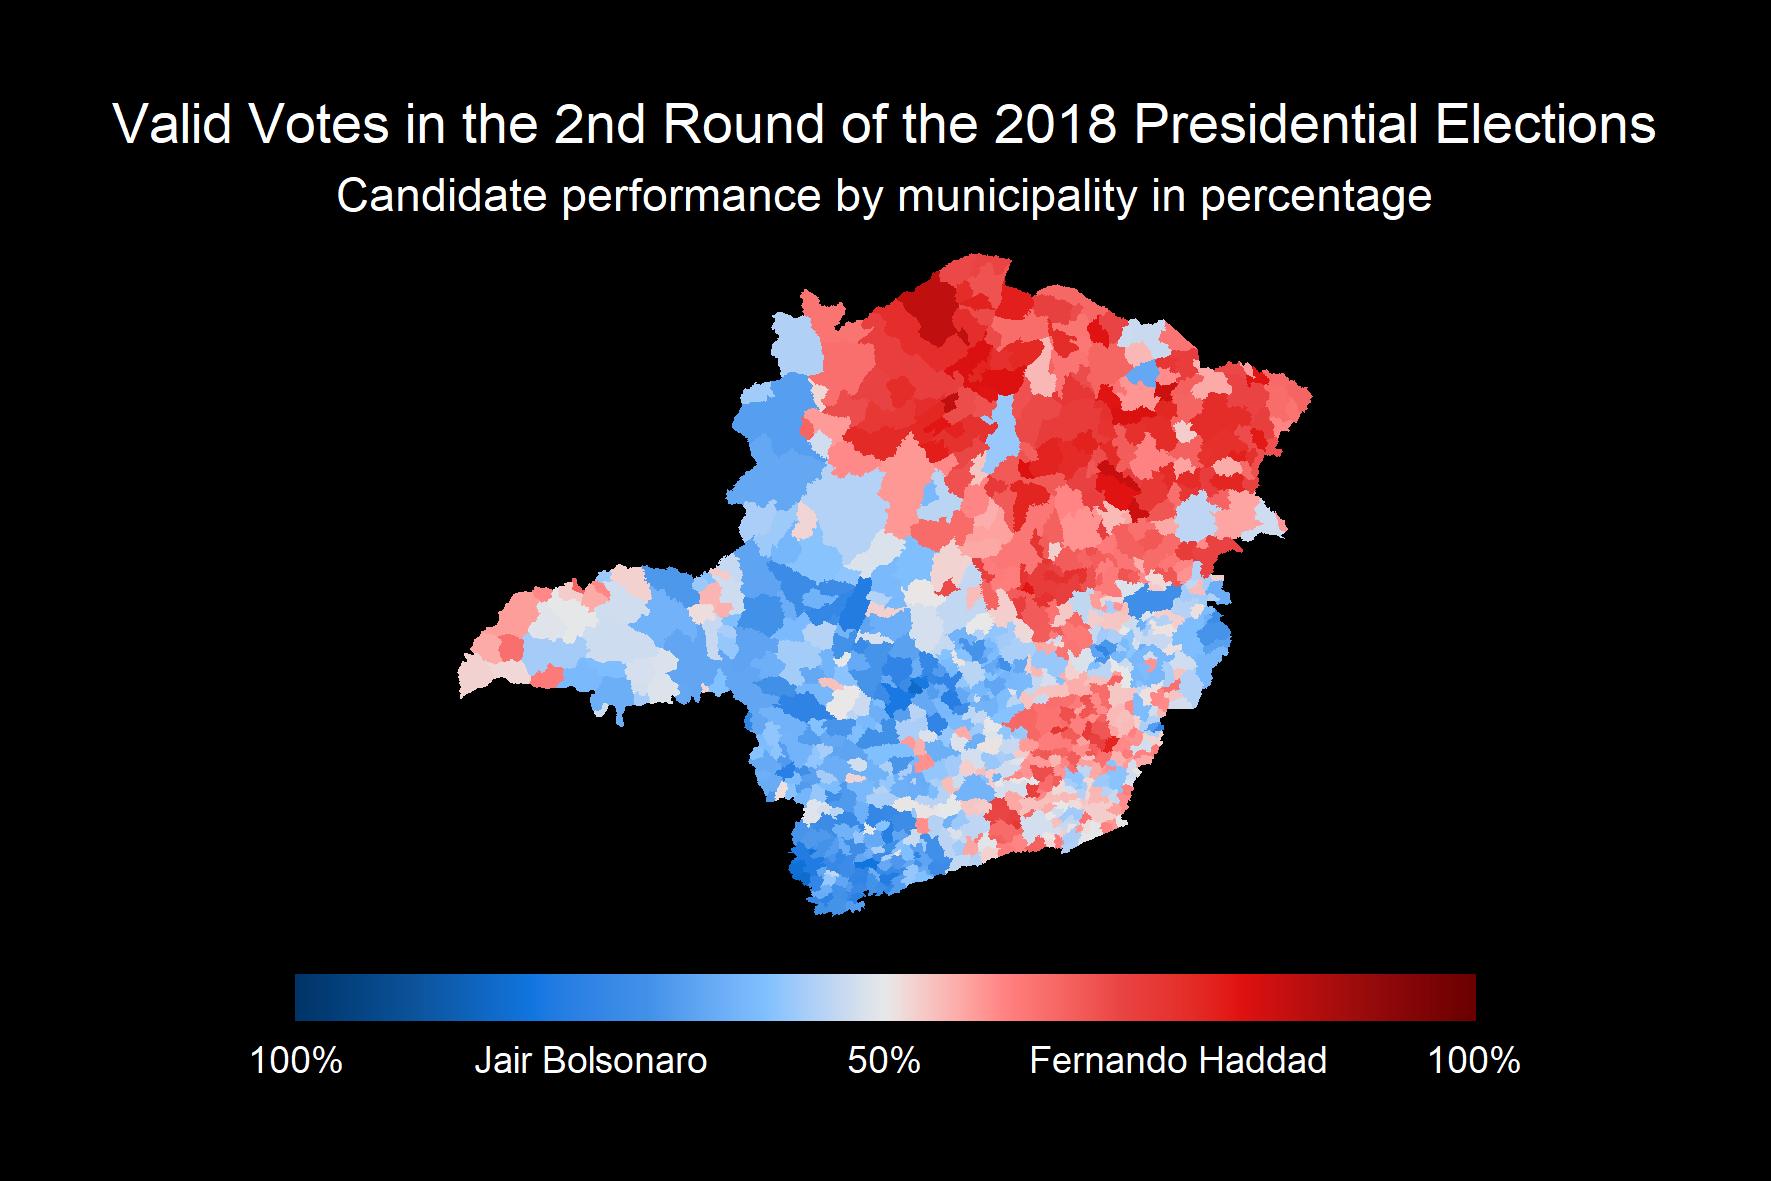 Valid Votes in the 2nd Round of the 2018 Presidential Elections
Candidate performance by municipality in percentage
100% Jair Bolsonaro 50% Fernando Haddad 100%